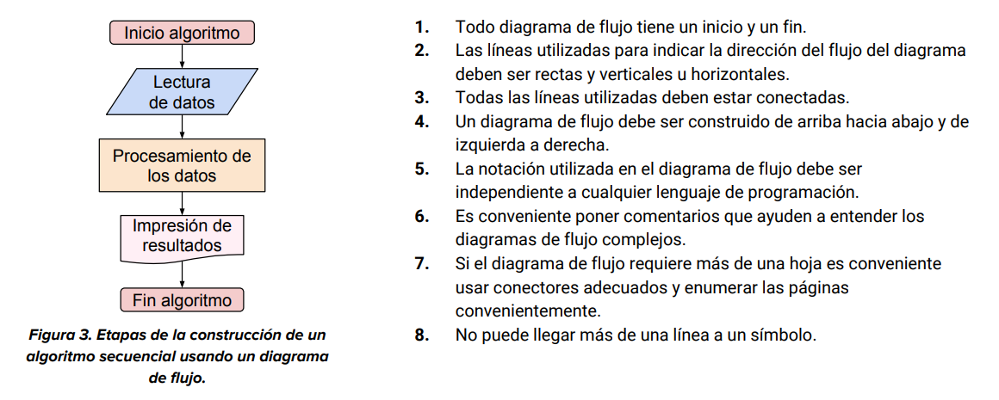 Inicio algoritmo
Lectura
de datos
Procesamiento de
los datos
Impresión de
resultados
Fin algoritmo
Figura 3. Etapas de la construcción de un
algoritmo secuencial usando un diagrama
de flujo.
1. Todo diagrama de flujo tiene un inicio y un fin.
2. Las líneas utilizadas para indicar la dirección del flujo del diagrama
deben ser rectas y verticales u horizontales.
3. Todas las líneas utilizadas deben estar conectadas.
4. Un diagrama de flujo debe ser construido de arriba hacia abajo y de
izquierda a derecha.
5. La notación utilizada en el diagrama de flujo debe ser
independiente a cualquier lenguaje de programación.
6. Es conveniente poner comentarios que ayuden a entender los
diagramas de flujo complejos.
7. Si el diagrama de flujo requiere más de una hoja es conveniente
usar conectores adecuados y enumerar las páginas
convenientemente.
8. No puede llegar más de una línea a un símbolo.